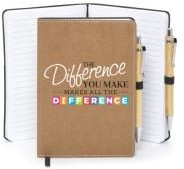 THE
Difference
YOU MAKE
MAKES ALL THE
DIFFERENCE